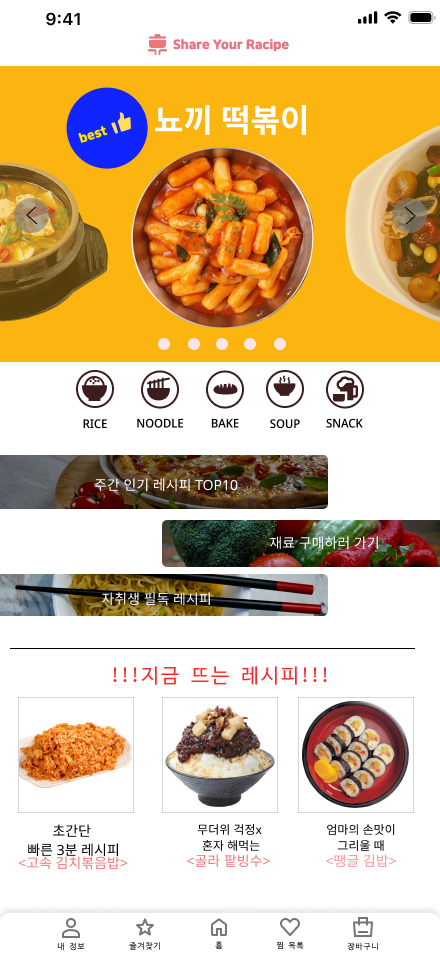 9:41
Share Your Racipe
best
뇨끼 떡볶이
RICE NOODLE BAKE SOUP SNACK
주간 인기 레시피 TOP10
재료 구매하러 가기
자취생 필독 레시피
!!!지금 뜨는 레시피!!!
초간단
빠른 3분 레시피
<고속 김치볶음밥>
무더위 걱정x
혼자 해먹는
<골라 팥빙수>
엄마의 손맛이
그리울 때
<땡글 김밥>
내 정보 즐겨찾기 홈 찜 목록 장바구니